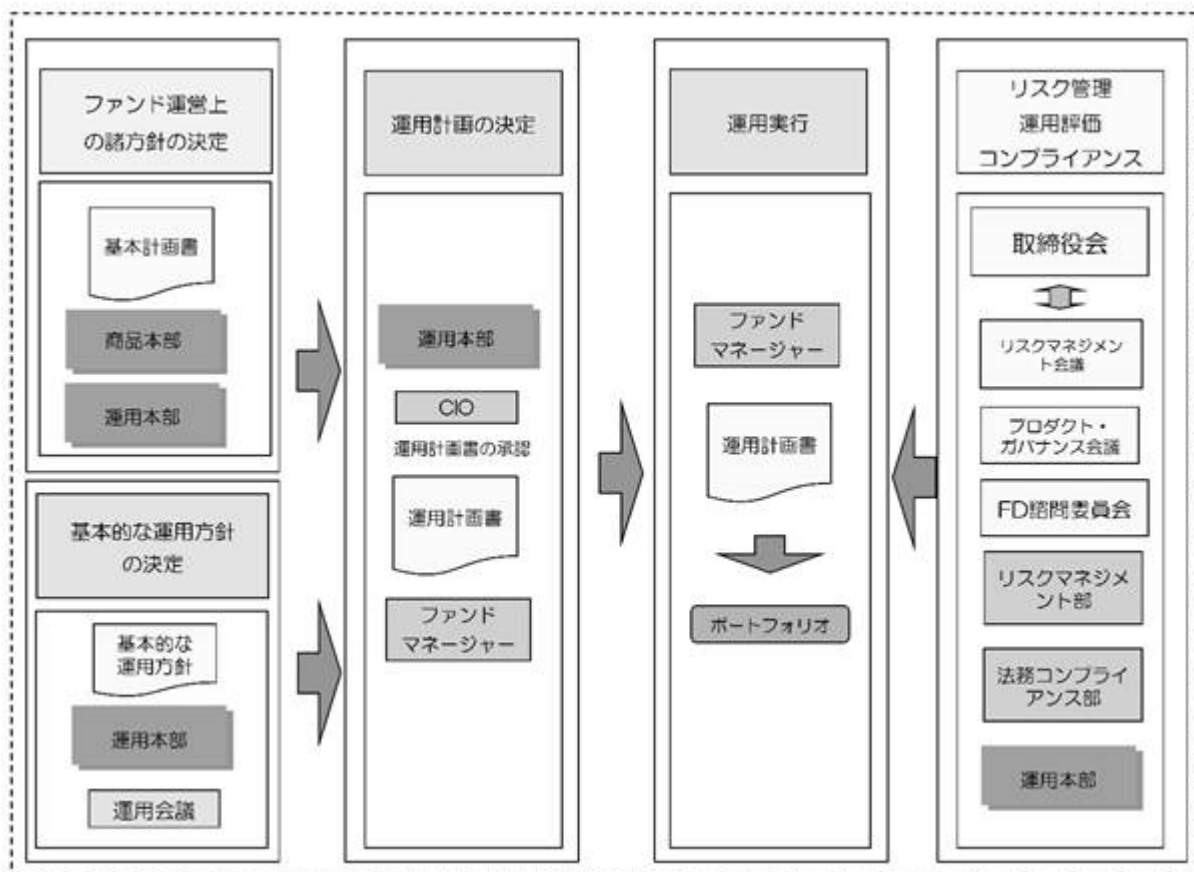 ファンド運営上
の諸方針の決定
基本計画書
商品本部
運用本部
基本的な運用方針
の決定
基本的な
運用方針
運用本部
運用会議
運用計画の決定
運用本部
CIO
運用計画書の承認
運用計画書
ファンド
マネージャー
運用実行
ファンド
マネージャー
運用計画書
ポートフォリオ
リスク管理
運用評価
コンプライアンス
取締役会
リスクマネジメン
ト会議
プロダクト・
ガバナンス会議
FD諮問委員会
リスクマネジメ
ント部
法務コンプライ
アンス部
運用本部